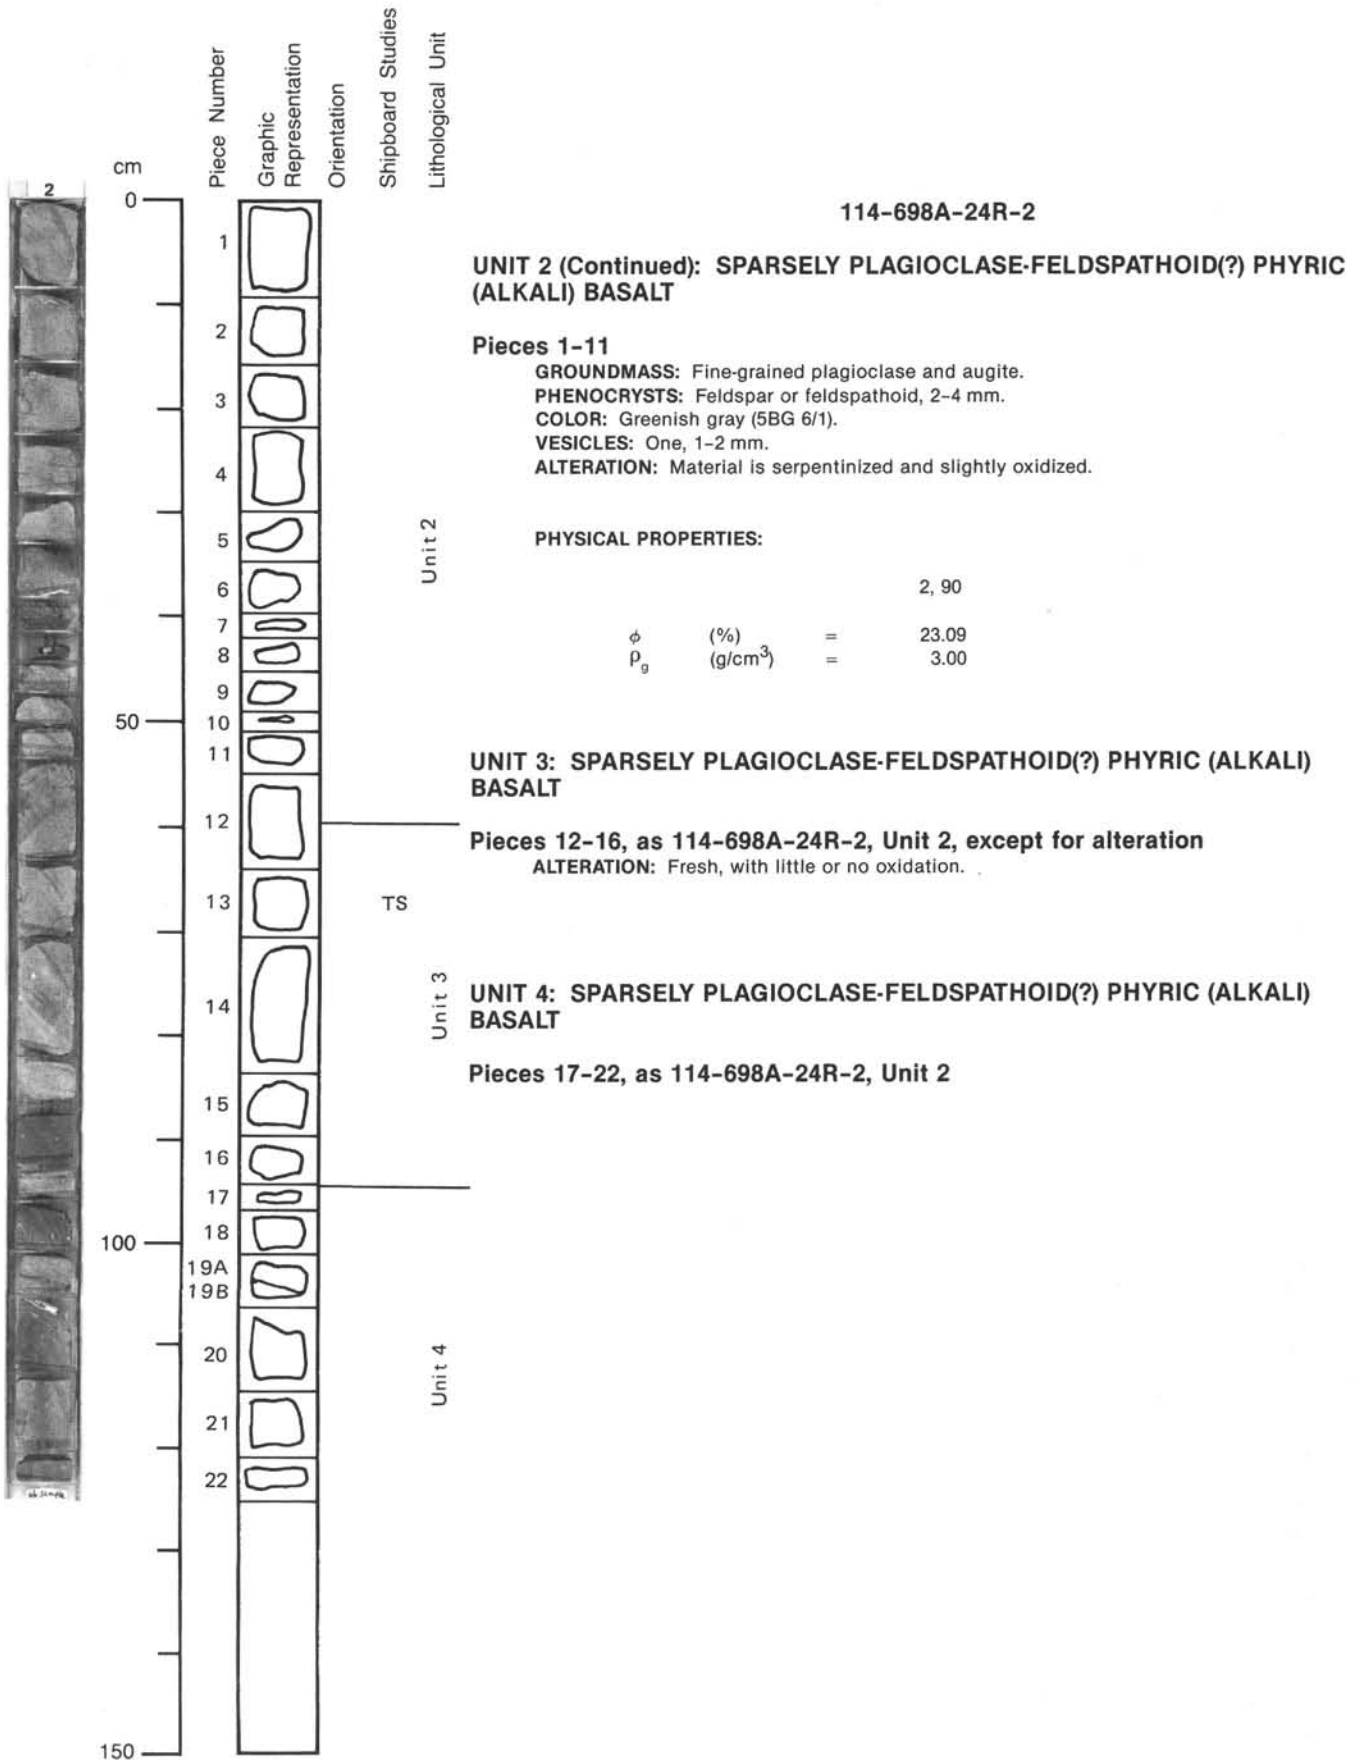 Piece Number
Graphic
Representation
Orientation
Shipboard Studies
Lithological Unit
cm
2
0
50
100
150
1
2
3
4
5
6
7
8
9
10
11
12
13
14
15
16
17
18
19A
19B
20
21
22
TS
Unit 2
Unit 3
Unit 4
114-698A-24R-2
UNIT 2 (Continued): SPARSELY PLAGIOCLASE-FELDSPATHOID(?) PHYRIC
(ALKALI) BASALT
Pieces 1-11
GROUNDMASS: Fine-grained plagioclase and augite.
PHENOCRYSTS: Feldspar or feldspathoid, 2-4 mm.
COLOR: Greenish gray (5BG 6/1).
VESICLES: One, 1-2 mm.
ALTERATION: Material is serpentinized and slightly oxidized.
PHYSICAL PROPERTIES:
2, 90
ϕ (%) = 23.09
ρg (g/cm³) = 3.00
UNIT 3: SPARSELY PLAGIOCLASE-FELDSPATHOID(?) PHYRIC (ALKALI)
BASALT
Pieces 12-16, as 114-698A-24R-2, Unit 2, except for alteration
ALTERATION: Fresh, with little or no oxidation.
UNIT 4: SPARSELY PLAGIOCLASE-FELDSPATHOID(?) PHYRIC (ALKALI)
BASALT
Pieces 17-22, as 114-698A-24R-2, Unit 2